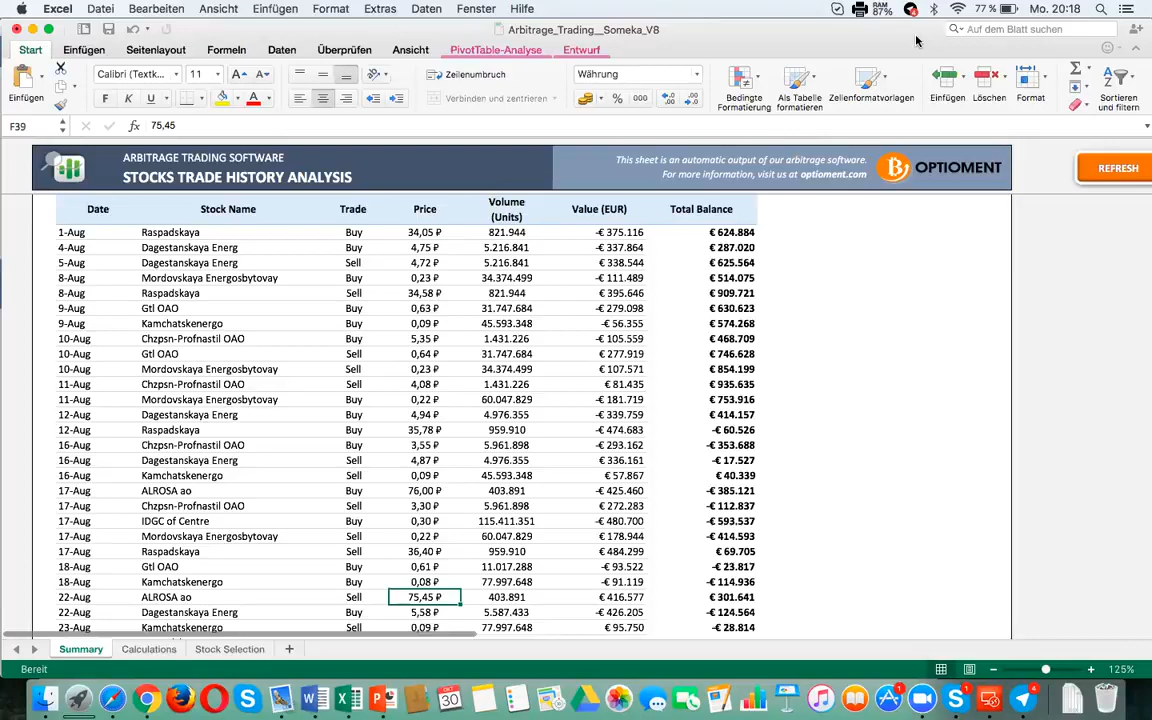 Excel Datei Bearbeiten Ansicht Einfügen Format Extras Daten Fenster Hilfe RAM 87% 77 % Mo. 20:18
Arbitrage_Trading__Someka_V8 Auf dem Blatt suchen
Start Einfügen Seitenlayout Formeln Daten Überprüfen Ansicht PivotTable-Analyse Entwurf
Einfügen Calibri (Textk... 11 Zeilenumbruch Währung
F K U Verbinden und zentrieren % 000
Bedingte Formatierung Als Tabelle formatieren Zellenformatvorlagen Einfügen Löschen Format Sortieren und filtern
F39 fx 75,45
ARBITRAGE TRADING SOFTWARE
STOCKS TRADE HISTORY ANALYSIS
This sheet is an automatic output of our arbitrage software.
For more information, visit us at optioment.com
OPTIOMENT
REFRESH
Date Stock Name Trade Price Volume (Units) Value (EUR) Total Balance
1-Aug Raspadskaya Buy 34,05 ₽ 821.944 -€ 375.116 € 624.884
4-Aug Dagestanskaya Energ Buy 4,75 ₽ 5.216.841 -€ 337.864 € 287.020
5-Aug Dagestanskaya Energ Sell 4,72 ₽ 5.216.841 € 338.544 € 625.564
8-Aug Mordovskaya Energosbytovay Buy 0,23 ₽ 34.374.499 -€ 111.489 € 514.075
8-Aug Raspadskaya Sell 34,58 ₽ 821.944 € 395.646 € 909.721
9-Aug Gtl OAO Buy 0,63 ₽ 31.747.684 -€ 279.098 € 630.623
9-Aug Kamchatskenergo Buy 0,09 ₽ 45.593.348 -€ 56.355 € 574.268
10-Aug Chzpsn-Profnastil OAO Buy 5,35 ₽ 1.431.226 -€ 105.559 € 468.709
10-Aug Gtl OAO Sell 0,64 ₽ 31.747.684 € 277.919 € 746.628
10-Aug Mordovskaya Energosbytovay Sell 0,23 ₽ 34.374.499 € 107.571 € 854.199
11-Aug Chzpsn-Profnastil OAO Sell 4,08 ₽ 1.431.226 € 81.435 € 935.635
11-Aug Mordovskaya Energosbytovay Buy 0,22 ₽ 60.047.829 -€ 181.719 € 753.916
12-Aug Dagestanskaya Energ Buy 4,94 ₽ 4.976.355 -€ 339.759 € 414.157
12-Aug Raspadskaya Buy 35,78 ₽ 959.910 -€ 474.683 -€ 60.526
16-Aug Chzpsn-Profnastil OAO Buy 3,55 ₽ 5.961.898 -€ 293.162 -€ 353.688
16-Aug Dagestanskaya Energ Sell 4,87 ₽ 4.976.355 € 336.161 -€ 17.527
16-Aug Kamchatskenergo Sell 0,09 ₽ 45.593.348 € 57.867 € 40.339
17-Aug ALROSA ao Buy 76,00 ₽ 403.891 -€ 425.460 -€ 385.121
17-Aug Chzpsn-Profnastil OAO Sell 3,30 ₽ 5.961.898 € 272.283 -€ 112.837
17-Aug IDGC of Centre Buy 0,30 ₽ 115.411.351 -€ 480.700 -€ 593.537
17-Aug Mordovskaya Energosbytovay Sell 0,22 ₽ 60.047.829 € 178.944 -€ 414.593
17-Aug Raspadskaya Sell 36,40 ₽ 959.910 € 484.299 € 69.705
18-Aug Gtl OAO Buy 0,61 ₽ 11.017.288 -€ 93.522 -€ 23.817
18-Aug Kamchatskenergo Buy 0,08 ₽ 77.997.648 -€ 91.119 -€ 114.936
22-Aug ALROSA ao Sell 75,45 ₽ 403.891 € 416.577 € 301.641
22-Aug Dagestanskaya Energ Buy 5,58 ₽ 5.587.433 -€ 426.205 -€ 124.564
23-Aug Kamchatskenergo Sell 0,09 ₽ 77.997.648 € 95.750 -€ 28.814
Summary Calculations Stock Selection
Bereit 125%
OKT 30